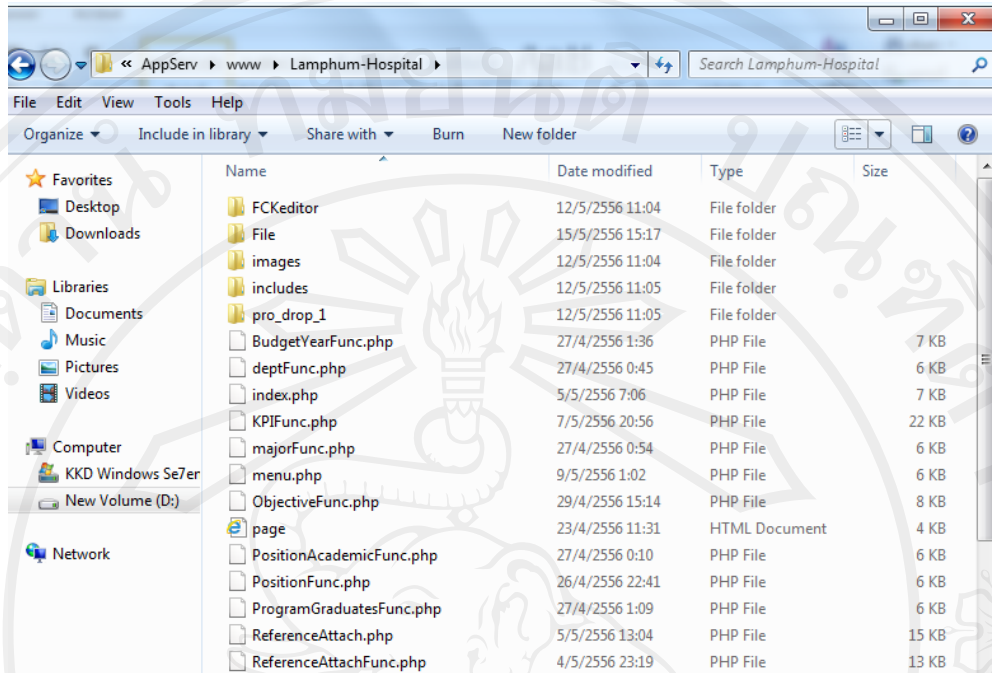 « AppServ ▸ www ▸ Lamphum-Hospital ▸ Search Lamphum-Hospital
File Edit View Tools Help
Organize Include in library Share with Burn New folder
Name Date modified Type Size
Favorites
Desktop
Downloads
Libraries
Documents
Music
Pictures
Videos
Computer
KKD Windows Se7en
New Volume (D:)
Network
FCKeditor 12/5/2556 11:04 File folder
File 15/5/2556 15:17 File folder
images 12/5/2556 11:04 File folder
includes 12/5/2556 11:05 File folder
pro_drop_1 12/5/2556 11:05 File folder
BudgetYearFunc.php 27/4/2556 1:36 PHP File 7 KB
deptFunc.php 27/4/2556 0:45 PHP File 6 KB
index.php 5/5/2556 7:06 PHP File 7 KB
KPIFunc.php 7/5/2556 20:56 PHP File 22 KB
majorFunc.php 27/4/2556 0:54 PHP File 6 KB
menu.php 9/5/2556 1:02 PHP File 6 KB
ObjectiveFunc.php 29/4/2556 15:14 PHP File 8 KB
page 23/4/2556 11:31 HTML Document 4 KB
PositionAcademicFunc.php 27/4/2556 0:10 PHP File 6 KB
PositionFunc.php 26/4/2556 22:41 PHP File 6 KB
ProgramGraduatesFunc.php 27/4/2556 1:09 PHP File 6 KB
ReferenceAttach.php 5/5/2556 13:04 PHP File 15 KB
ReferenceAttachFunc.php 4/5/2556 23:19 PHP File 13 KB